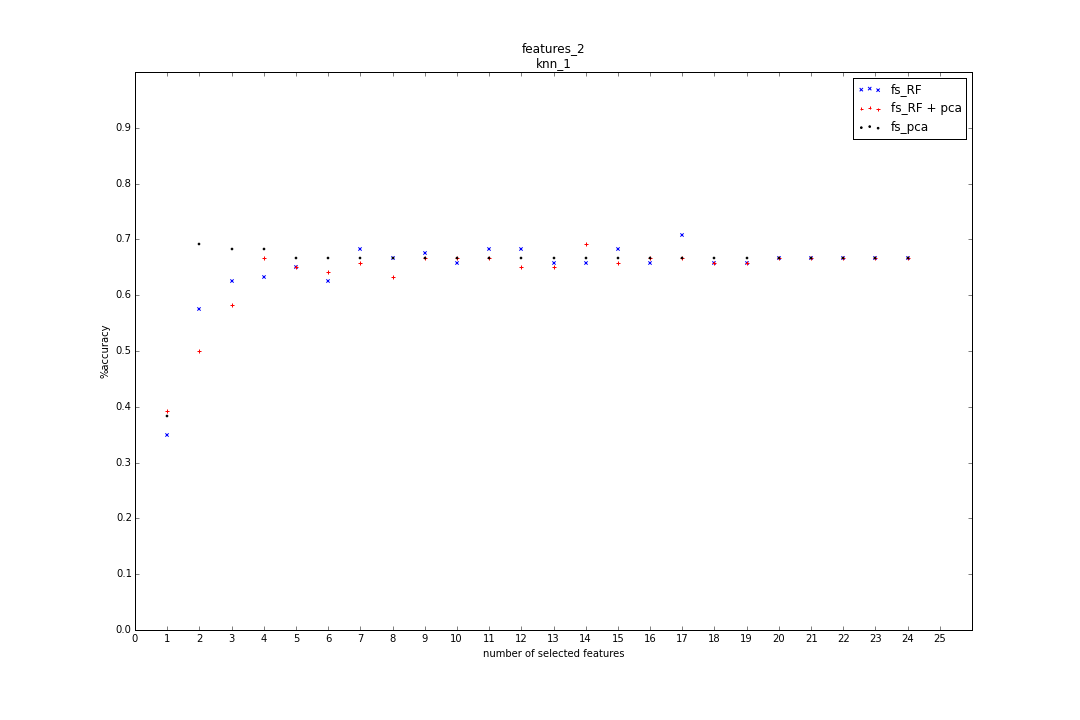 features_2
knn_1
fs_RF
fs_RF + pca
fs_pca
0.9
0.8
0.7
0.6
0.5
0.4
0.3
0.2
0.1
0.0
%accuracy
0 1 2 3 4 5 6 7 8 9 10 11 12 13 14 15 16 17 18 19 20 21 22 23 24 25
number of selected features